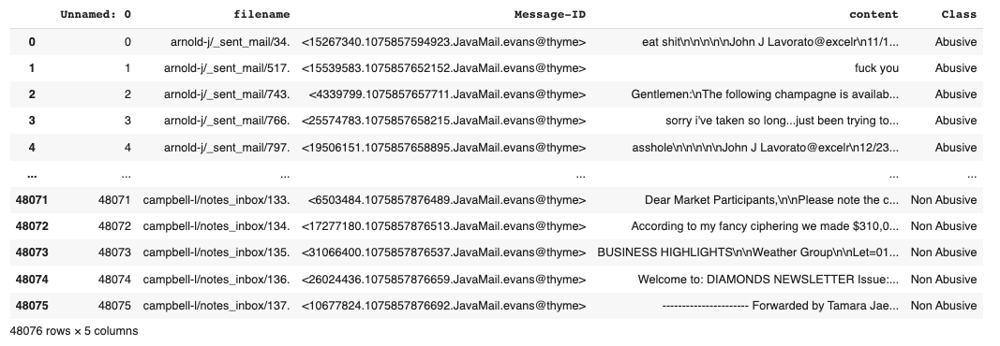 Unnamed: 0 filename Message-ID content Class
0 0 arnold-j/_sent_mail/34. <15267340.1075857594923.JavaMail.evans@thyme> eat shit\n\n\n\n\nJohn J Lavorato@excelr\n11/1... Abusive
1 1 arnold-j/_sent_mail/517. <15539583.1075857652152.JavaMail.evans@thyme> fuck you Abusive
2 2 arnold-j/_sent_mail/743. <4339799.1075857657711.JavaMail.evans@thyme> Gentlemen:\nThe following champagne is availab... Abusive
3 3 arnold-j/_sent_mail/766. <25574783.1075857658215.JavaMail.evans@thyme> sorry i've taken so long...just been trying to... Abusive
4 4 arnold-j/_sent_mail/797. <19506151.1075857658895.JavaMail.evans@thyme> asshole\n\n\n\n\nJohn J Lavorato@excelr\n12/23... Abusive
... ... ... ... ... ...
48071 48071 campbell-l/notes_inbox/133. <6503484.1075857876489.JavaMail.evans@thyme> Dear Market Participants,\n\nPlease note the c... Non Abusive
48072 48072 campbell-l/notes_inbox/134. <17277180.1075857876513.JavaMail.evans@thyme> According to my fancy ciphering we made $310,0... Non Abusive
48073 48073 campbell-l/notes_inbox/135. <31066400.1075857876537.JavaMail.evans@thyme> BUSINESS HIGHLIGHTS\n\nWeather Group\n\nLet=01... Non Abusive
48074 48074 campbell-l/notes_inbox/136. <26024436.1075857876659.JavaMail.evans@thyme> Welcome to: DIAMONDS NEWSLETTER Issue:... Non Abusive
48075 48075 campbell-l/notes_inbox/137. <10677824.1075857876692.JavaMail.evans@thyme> ---------------------- Forwarded by Tamara Jae... Non Abusive
48076 rows × 5 columns